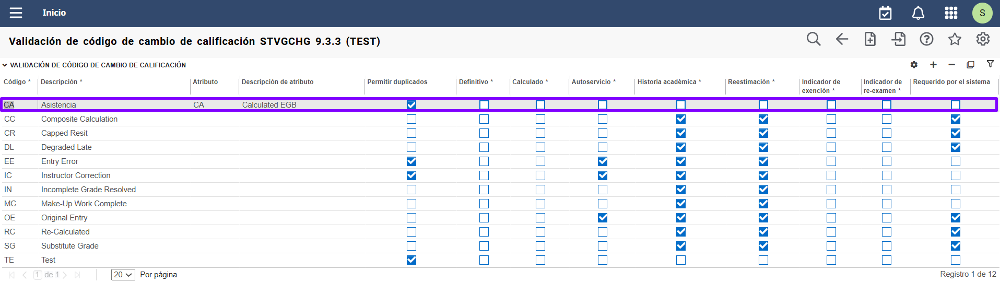 Inicio
S
Validación de código de cambio de calificación STVGCHG 9.3.3 (TEST)
VALIDACIÓN DE CÓDIGO DE CAMBIO DE CALIFICACIÓN
Código * Descripción * Atributo Descripción de atributo Permitir duplicados Definitivo * Calculado * Autoservicio * Historia académica * Reestimación * Indicador de exención * Indicador de re-examen * Requerido por el sistema
CA Asistencia CA Calculated EGB
CC Composite Calculation
CR Capped Resit
DL Degraded Late
EE Entry Error
IC Instructor Correction
IN Incomplete Grade Resolved
MC Make-Up Work Complete
OE Original Entry
RC Re-Calculated
SG Substitute Grade
TE Test
1 de 1 20 Por página Registro 1 de 12